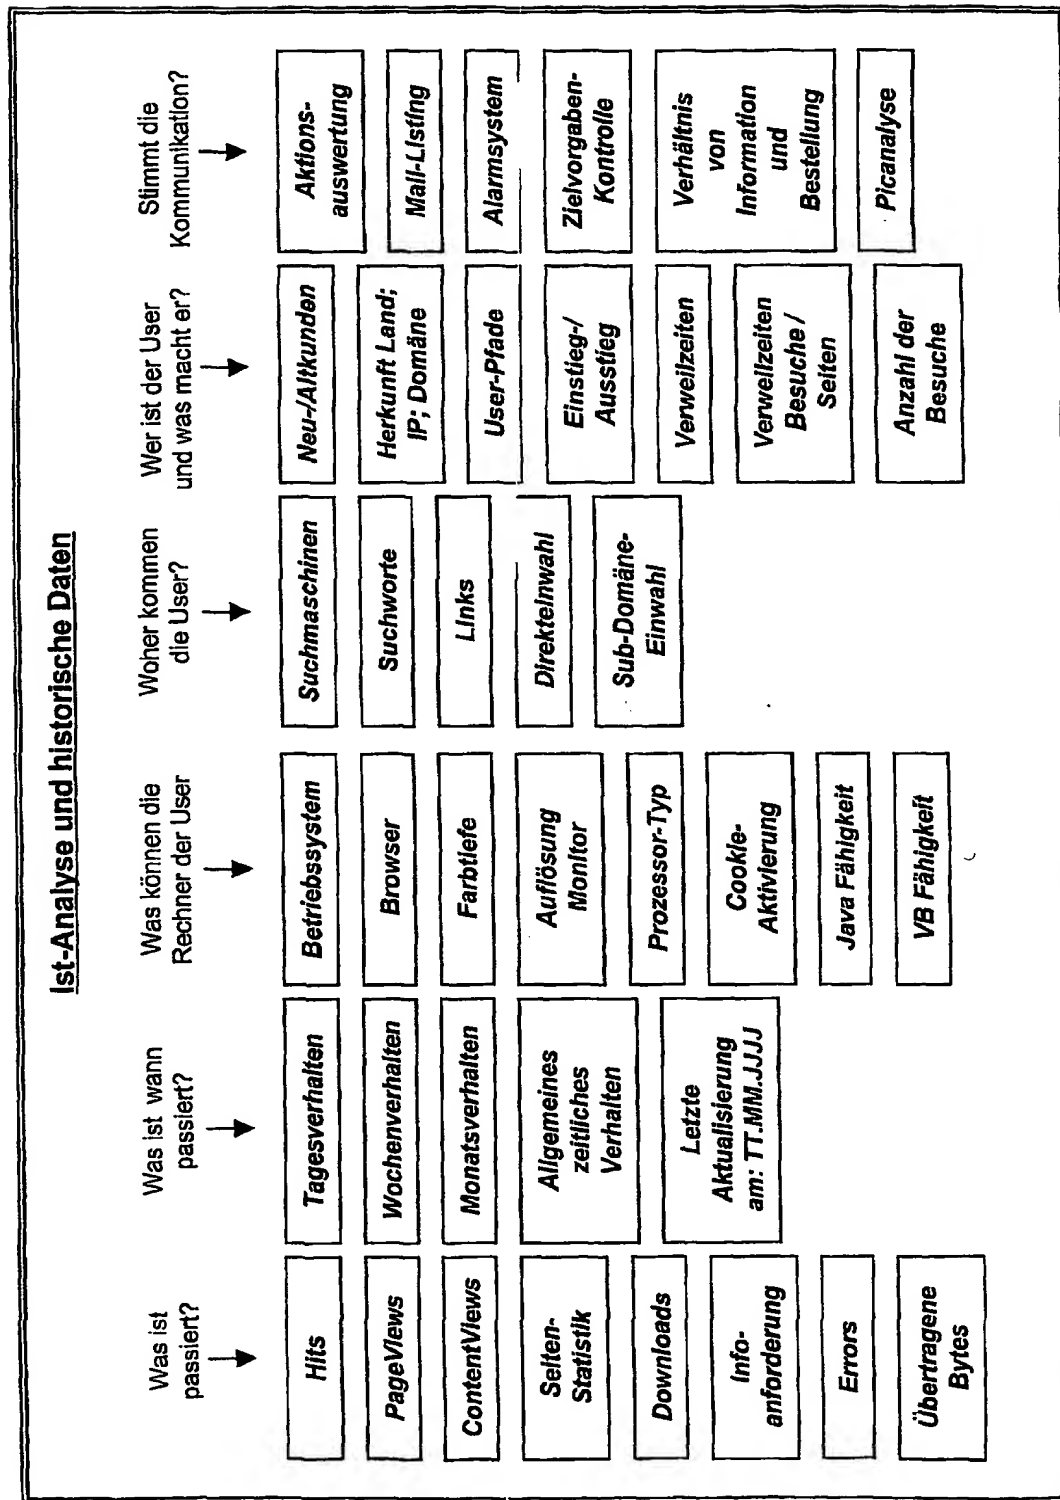 Ist-Analyse und historische Daten
Was ist
passiert?
Hits
PageViews
ContentViews
Seiten-
Statistik
Downloads
Info-
anforderung
Errors
Übertragene
Bytes
Was ist wann
passiert?
Tagesverhalten
Wochenverhalten
Monatsverhalten
Allgemeines
zeitliches
Verhalten
Letzte
Aktualisierung
am: TT.MM.JJJJ
Was können die
Rechner der User
Betriebssystem
Browser
Farbtiefe
Auflösung
Monitor
Prozessor-Typ
Cookie-
Aktivierung
Java Fähigkeit
VB Fähigkeit
Woher kommen
die User?
Suchmaschinen
Suchworte
Links
Direkteinwahl
Sub-Domäne-
Einwahl
Wer ist der User
und was macht er?
Neu-/Altkunden
Herkunft Land;
IP; Domäne
User-Pfade
Einstieg-/
Ausstieg
Verweilzeiten
Verweilzeiten
Besuche /
Seiten
Anzahl der
Besuche
Stimmt die
Kommunikation?
Aktions-
auswertung
Mall-Listing
Alarmsystem
Zielvorgaben-
Kontrolle
Verhältnis
von
Information
und
Bestellung
Picanalyse